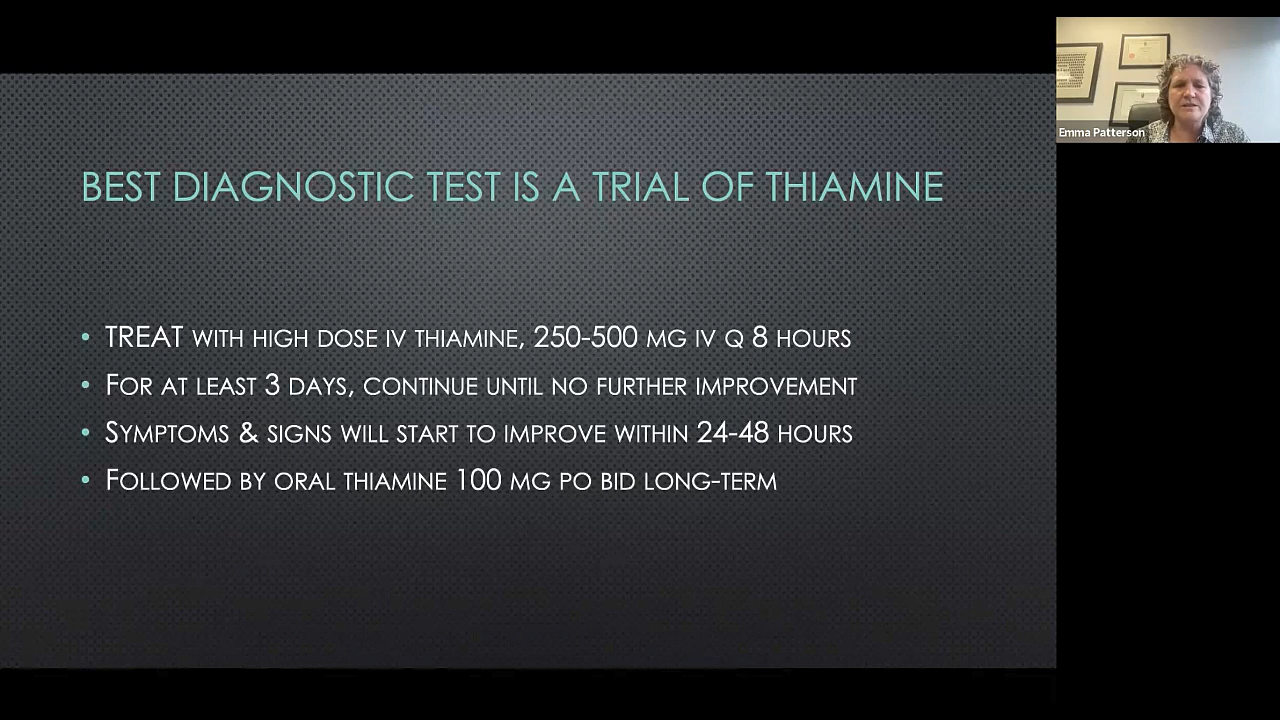 BEST DIAGNOSTIC TEST IS A TRIAL OF THIAMINE
• TREAT WITH HIGH DOSE IV THIAMINE, 250-500 MG IV Q 8 HOURS
• FOR AT LEAST 3 DAYS, CONTINUE UNTIL NO FURTHER IMPROVEMENT
• SYMPTOMS & SIGNS WILL START TO IMPROVE WITHIN 24-48 HOURS
• FOLLOWED BY ORAL THIAMINE 100 MG PO BID LONG-TERM
Emma Patterson